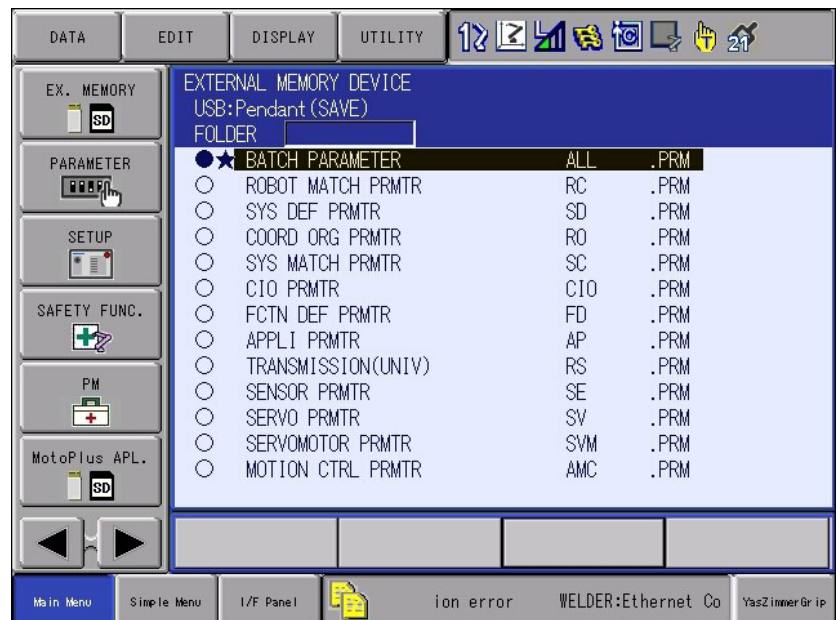 DATA EDIT DISPLAY UTILITY 12 21
EX. MEMORY
SD
PARAMETER
SETUP
SAFETY FUNC.
PM
MotoPlus APL.
SD
EXTERNAL MEMORY DEVICE
USB:Pendant(SAVE)
FOLDER
BATCH PARAMETER ALL .PRM
ROBOT MATCH PRMTR RC .PRM
SYS DEF PRMTR SD .PRM
COORD ORG PRMTR RO .PRM
SYS MATCH PRMTR SC .PRM
CIO PRMTR CIO .PRM
FCTN DEF PRMTR FD .PRM
APPLI PRMTR AP .PRM
TRANSMISSION(UNIV) RS .PRM
SENSOR PRMTR SE .PRM
SERVO PRMTR SV .PRM
SERVOMOTOR PRMTR SVM .PRM
MOTION CTRL PRMTR AMC .PRM
Main Menu Simple Menu I/F Panel ion error WELDER:Ethernet Co YasZimmerGrip